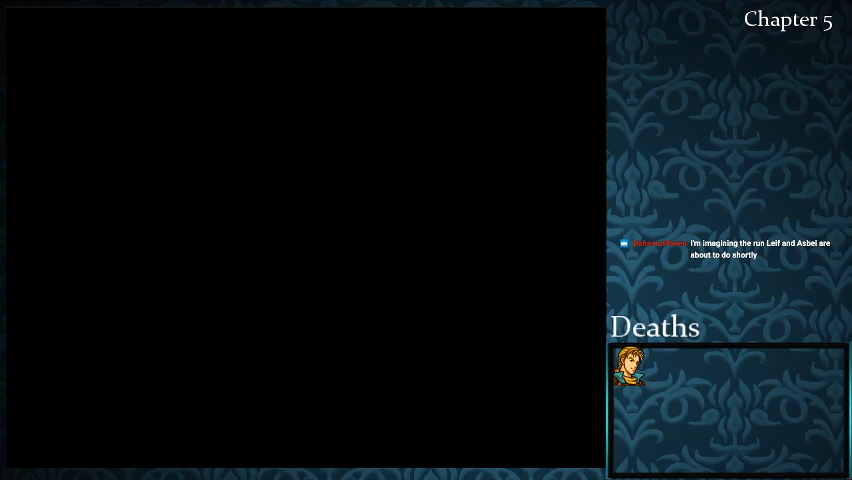 Chapter 5
I'm imagining the run Leif and Asbel are
about to do shortly
Deaths